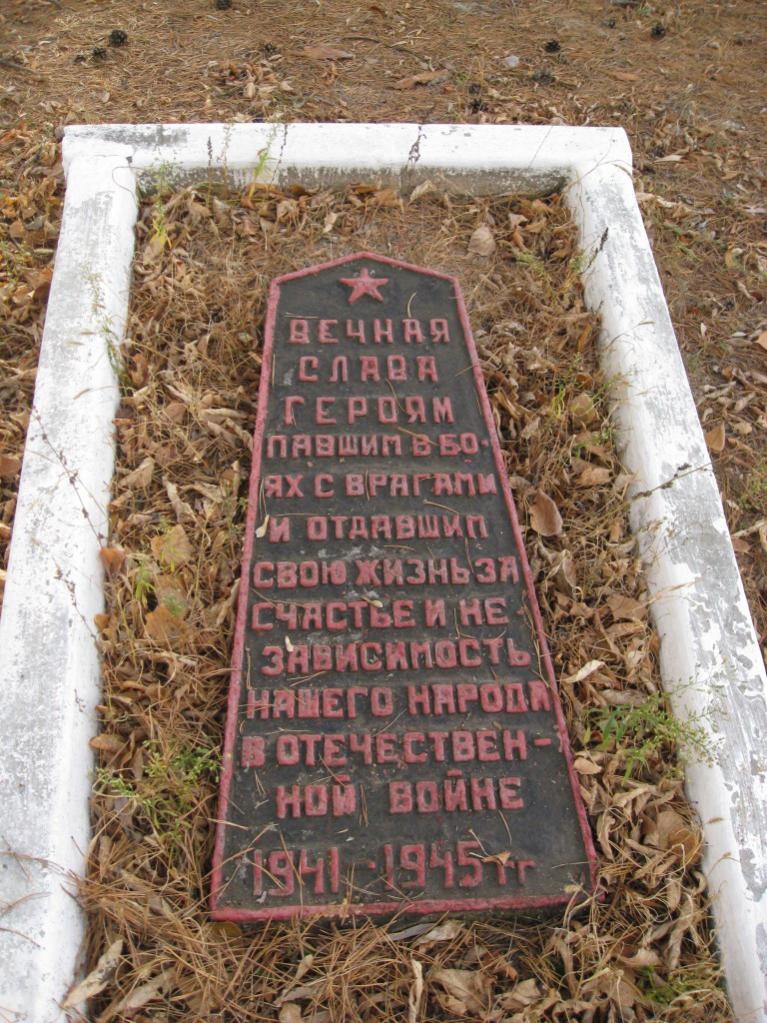 ВЕЧНАЯ
СЛАВА
ГЕРОЯМ
ПАВШИМ В БО-
ЯХ С ВРАГАМИ
И ОТДАВШИМ
СВОЮ ЖИЗНЬ ЗА
СЧАСТЬЕ И НЕ-
ЗАВИСИМОСТЬ
НАШЕГО НАРОДА
В ОТЕЧЕСТВЕН-
НОЙ ВОЙНЕ
1941-1945 гг